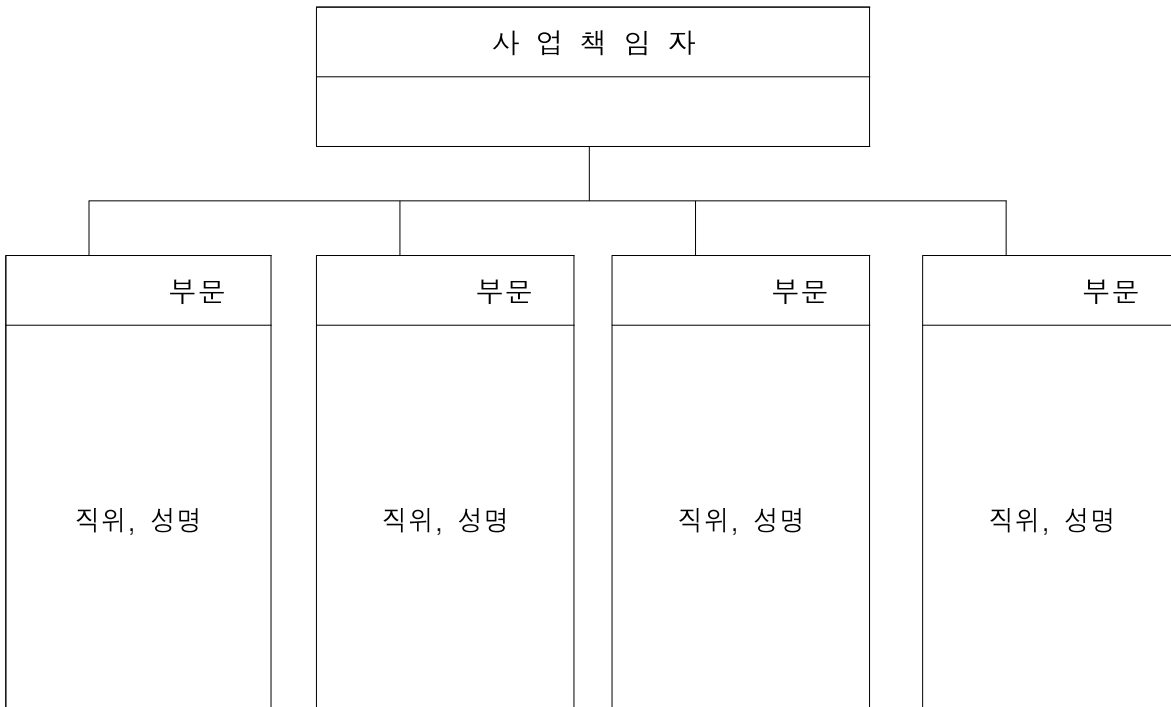 사 업 책 임 자
부문 부문 부문 부문
직위, 성명 직위, 성명 직위, 성명 직위, 성명